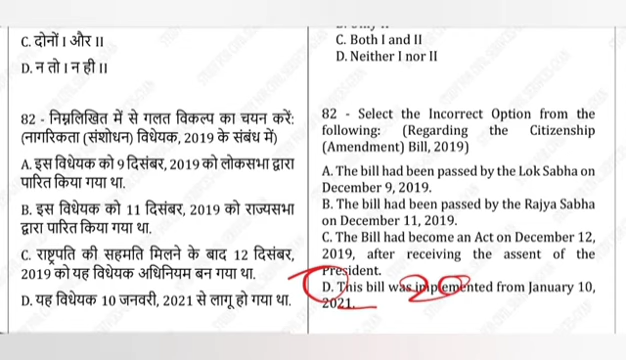 C. दोनों I और II
D. न तो I न ही II
82 - निम्नलिखित में से गलत विकल्प का चयन करें:
(नागरिकता (संशोधन) विधेयक, 2019 के संबंध में)
A. इस विधेयक को 9 दिसंबर, 2019 को लोकसभा द्वारा
पारित किया गया था.
B. इस विधेयक को 11 दिसंबर, 2019 को राज्यसभा
द्वारा पारित किया गया था.
C. राष्ट्रपति की सहमति मिलने के बाद 12 दिसंबर,
2019 को यह विधेयक अधिनियम बन गया था.
D. यह विधेयक 10 जनवरी, 2021 से लागू हो गया था.
C. Both I and II
D. Neither I nor II
82 - Select the Incorrect Option from the
following: (Regarding the Citizenship
(Amendment) Bill, 2019)
A. The bill had been passed by the Lok Sabha on
December 9, 2019.
B. The bill had been passed by the Rajya Sabha
on December 11, 2019.
C. The Bill had become an Act on December 12,
2019, after receiving the assent of the
President.
D. This bill was implemented from January 10,
2021.
20